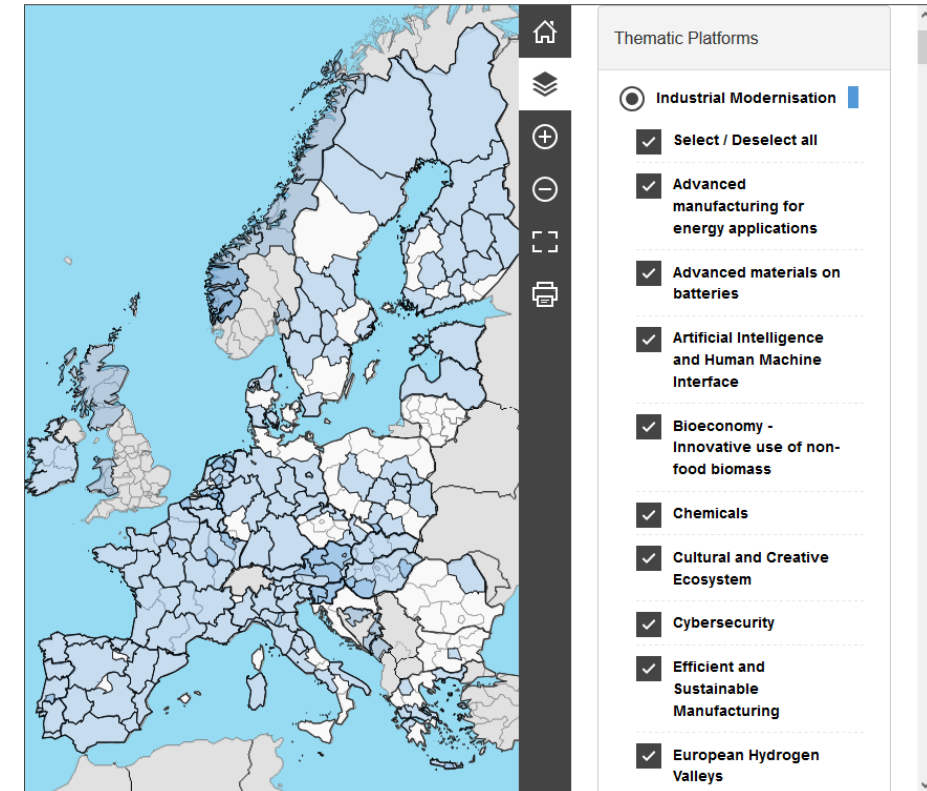 Thematic Platforms
Industrial Modernisation
Select / Deselect all
Advanced
manufacturing for
energy applications
Advanced materials on
batteries
Artificial Intelligence
and Human Machine
Interface
Bioeconomy -
Innovative use of non-
food biomass
Chemicals
Cultural and Creative
Ecosystem
Cybersecurity
Efficient and
Sustainable
Manufacturing
European Hydrogen
Valleys